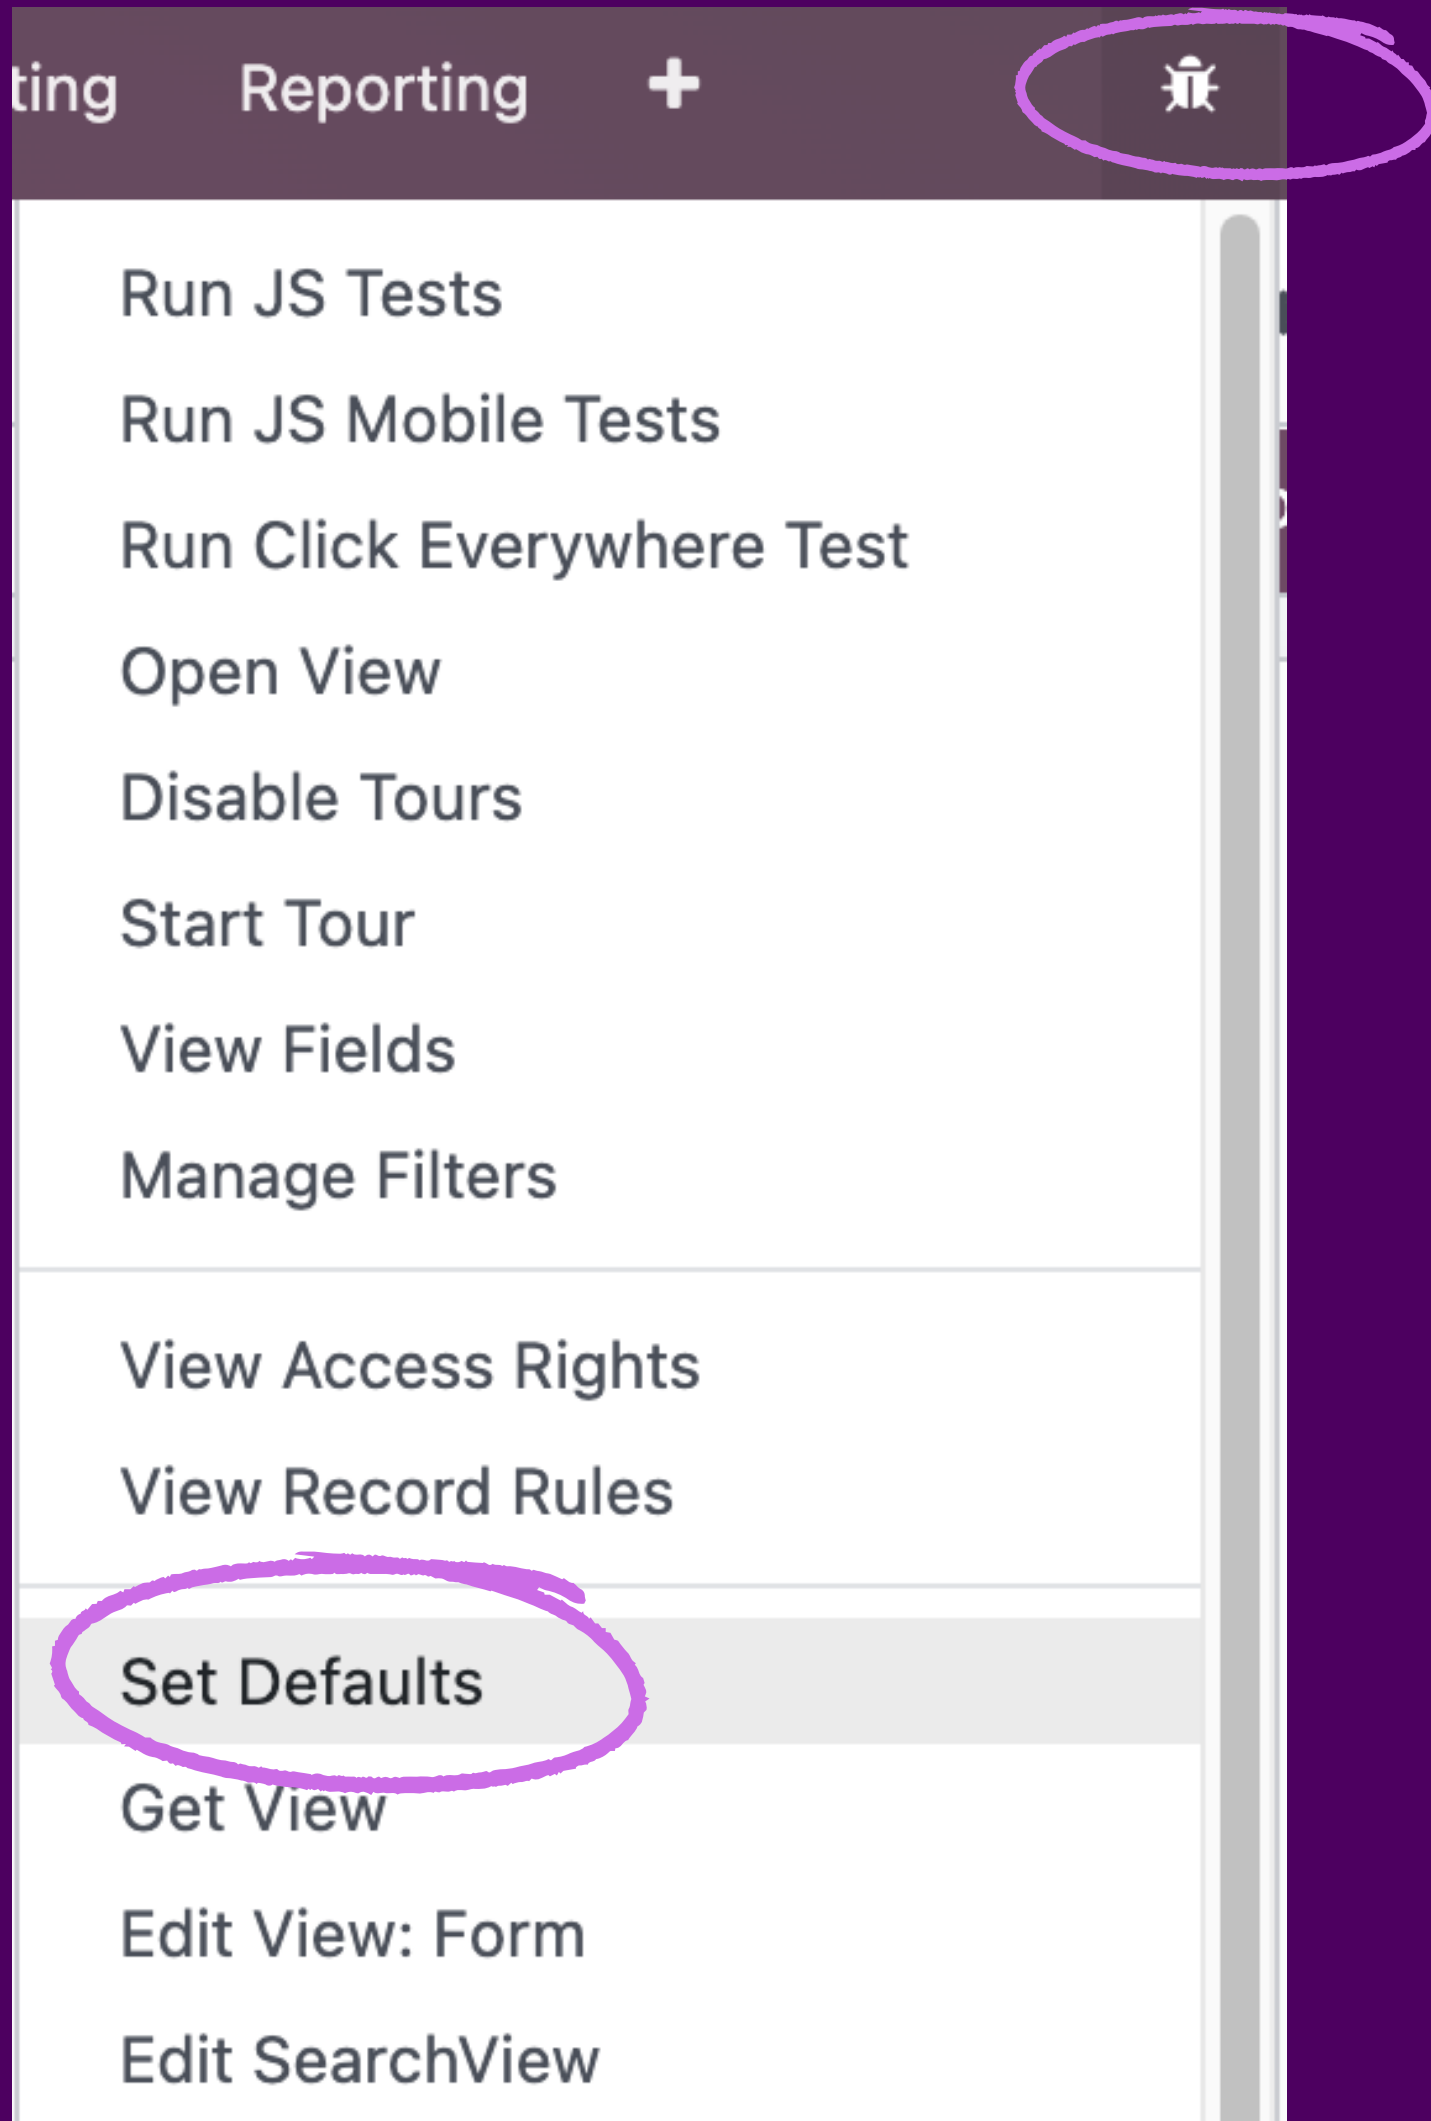 ting Reporting
Run JS Tests
Run JS Mobile Tests
Run Click Everywhere Test
Open View
Disable Tours
Start Tour
View Fields
Manage Filters
View Access Rights
View Record Rules
Set Defaults
Get View
Edit View: Form
Edit SearchView